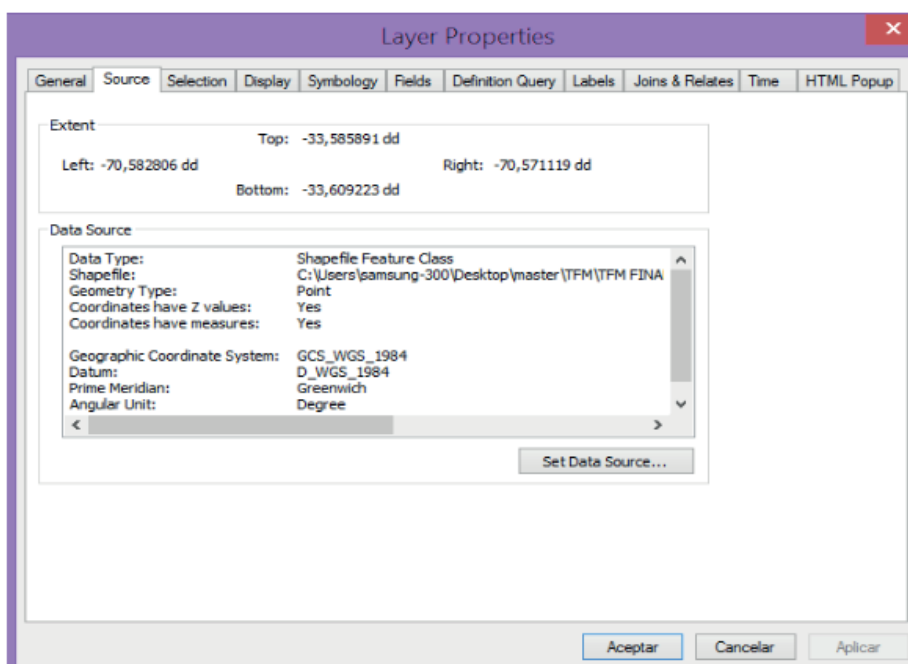 Layer Properties
General Source Selection Display Symbology Fields Definition Query Labels Joins & Relates Time HTML Popup
Extent
Top: -33,585891 dd
Left: -70,582806 dd Right: -70,571119 dd
Bottom: -33,609223 dd
Data Source
Data Type: Shapefile Feature Class
Shapefile: C:\Users\samsung-300\Desktop\master\TFM\TFM FINA
Geometry Type: Point
Coordinates have Z values: Yes
Coordinates have measures: Yes
Geographic Coordinate System: GCS_WGS_1984
Datum: D_WGS_1984
Prime Meridian: Greenwich
Angular Unit: Degree
Set Data Source...
Aceptar Cancelar Aplicar